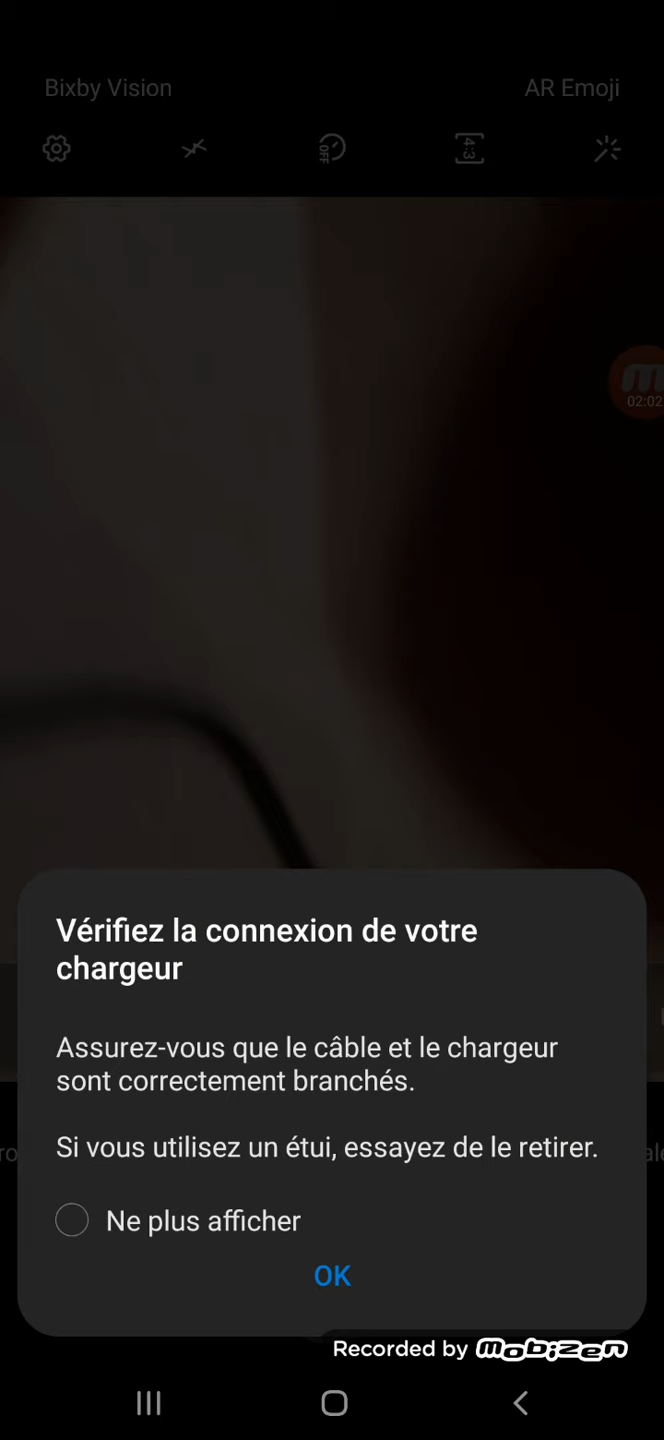 Bixby Vision AR Emoji
OFF
4:3
02:02
Vérifiez la connexion de votre
chargeur
Assurez-vous que le câble et le chargeur
sont correctement branchés.
Si vous utilisez un étui, essayez de le retirer.
Ne plus afficher
OK
Recorded by mobizen